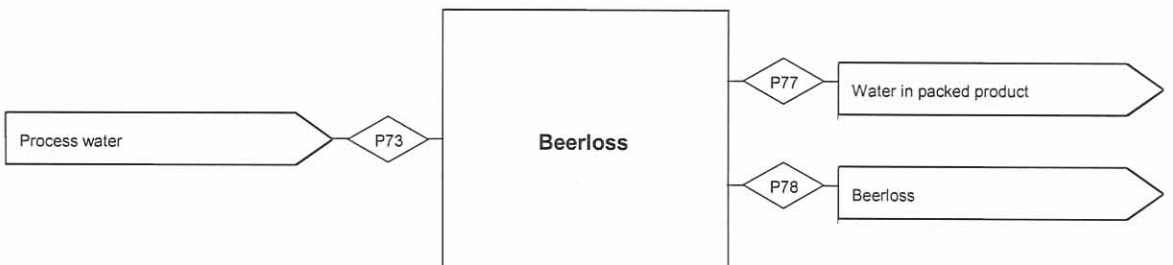 Process water
P73
Beerloss
P77
Water in packed product
P78
Beerloss